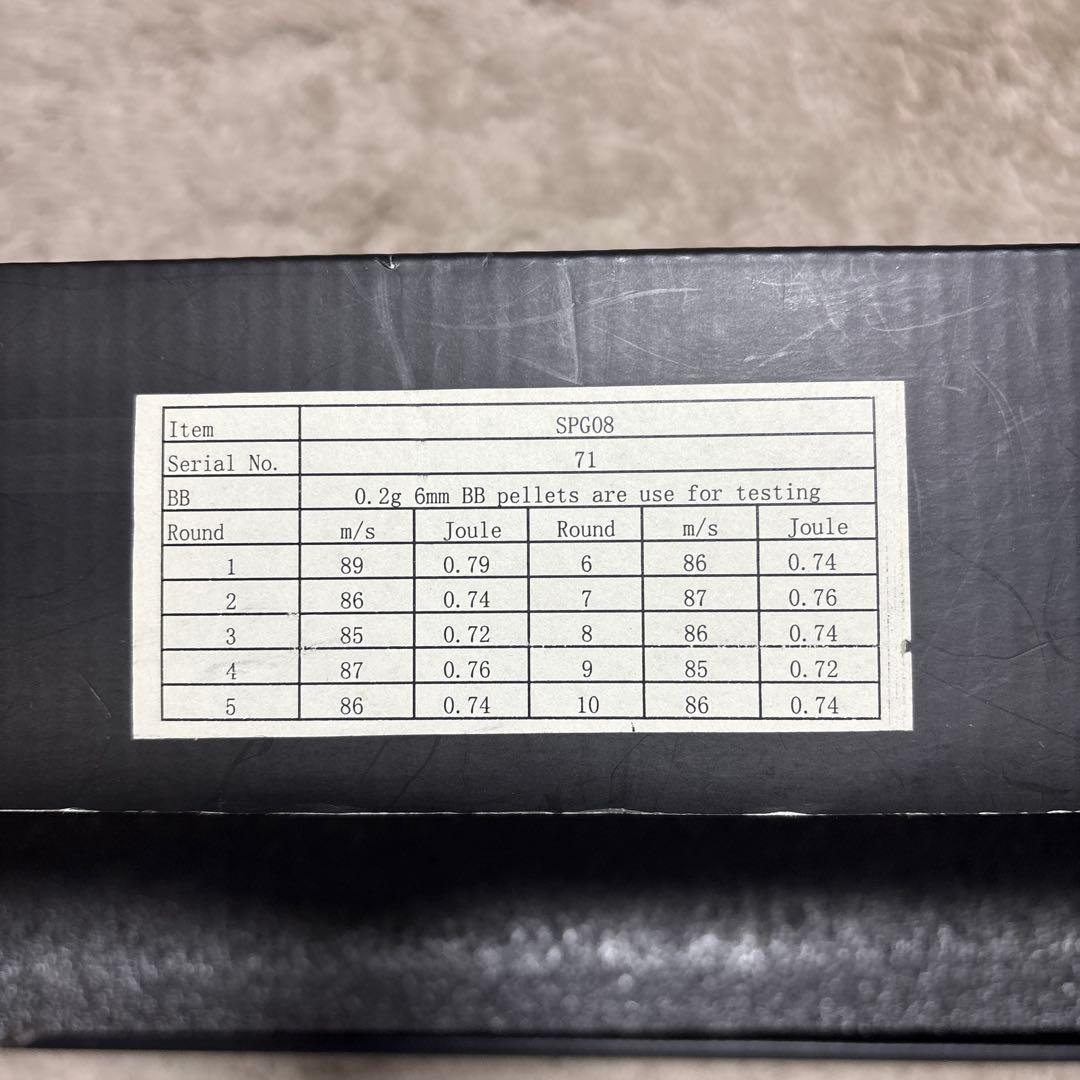 Item SPG08
Serial No. 71
BB 0.2g 6mm BB pellets are use for testing
Round m/s Joule Round m/s Joule
1 89 0.79 6 86 0.74
2 86 0.74 7 87 0.76
3 85 0.72 8 86 0.74
4 87 0.76 9 85 0.72
5 86 0.74 10 86 0.74